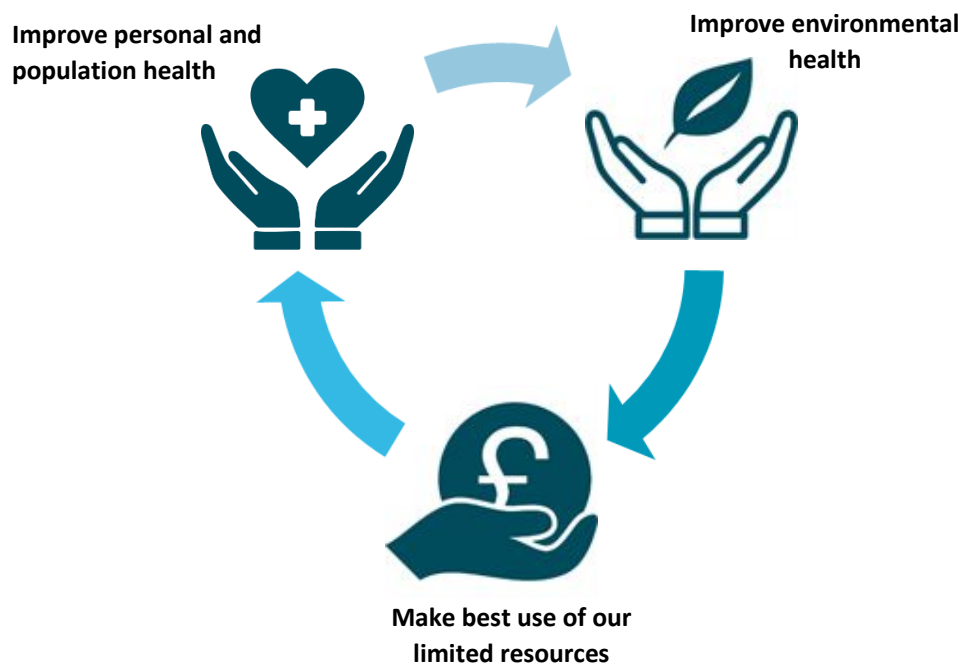 Improve personal and
population health
Improve environmental
health
£
Make best use of our
limited resources